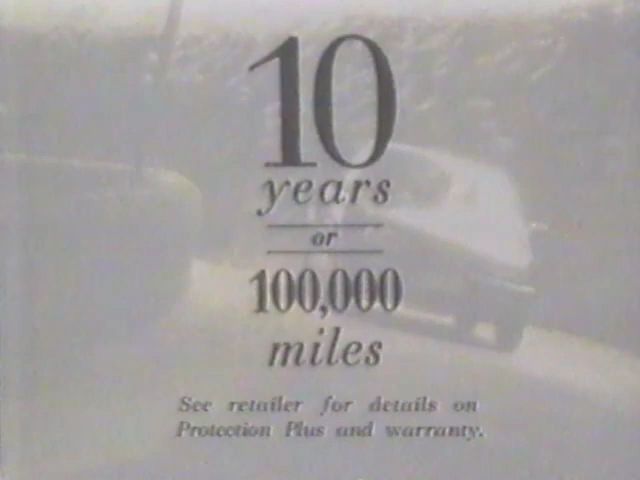 10
years
or
100,000
miles
See retailer for details on
Protection Plus and warranty.